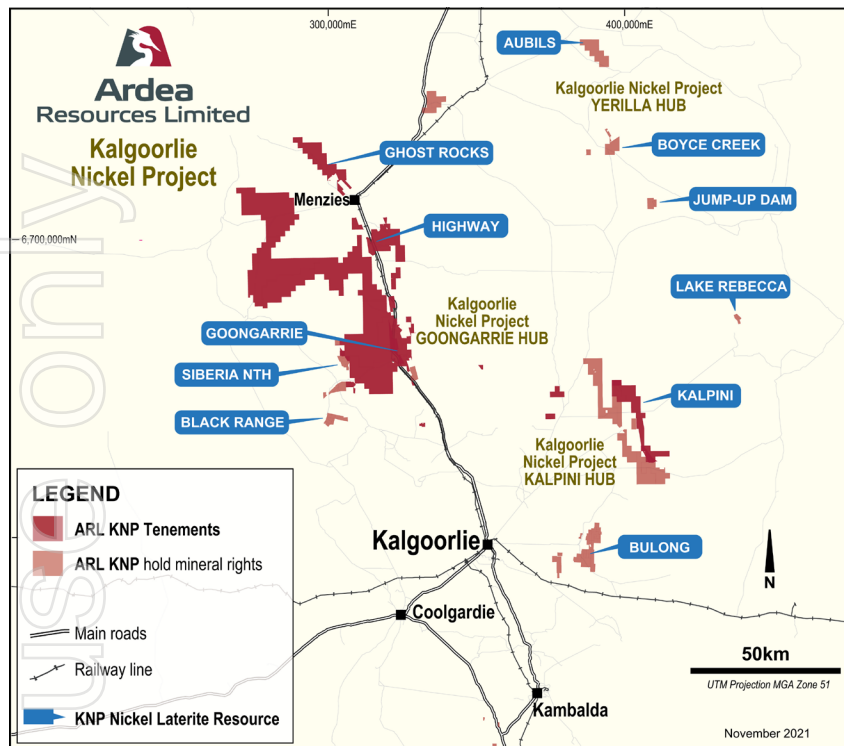 300,000mE
400,000mE
Ardea
Resources Limited
Kalgoorlie
Nickel Project
AUBILS
Kalgoorlie Nickel Project
YERILLA HUB
GHOST ROCKS
BOYCE CREEK
Menzies
JUMP-UP DAM
HIGHWAY
6,700,000mN
LAKE REBECCA
Kalgoorlie
Nickel Project
GOONGARRIE HUB
GOONGARRIE
SIBERIA NTH
KALPINI
BLACK RANGE
Kalgoorlie
Nickel Project
KALPINI HUB
LEGEND
ARL KNP Tenements
ARL KNP hold mineral rights
Main roads
Railway line
KNP Nickel Laterite Resource
Kalgoorlie
BULONG
N
Coolgardie
50km
UTM Projection MGA Zone 51
Kambalda
November 2021
use only